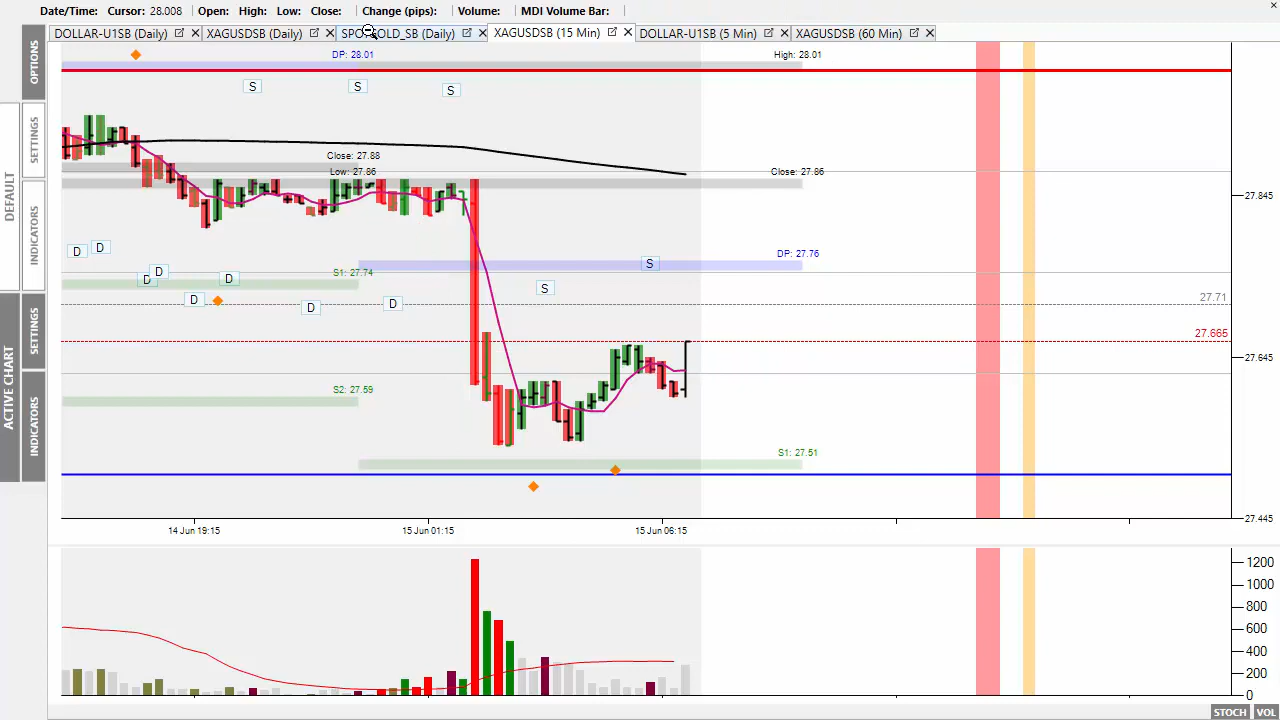 Date/Time: Cursor: 28.008 Open: High: Low: Close: Change (pips): Volume: MDI Volume Bar:
DOLLAR-U1SB (Daily) XAGUSDSB (Daily) SPOT_GOLD_SB (Daily) XAGUSDSB (15 Min) DOLLAR-U1SB (5 Min) XAGUSDSB (60 Min)
OPTIONS
SETTINGS
DEFAULT
INDICATORS
SETTINGS
ACTIVE CHART
INDICATORS
DP: 28.01 High: 28.01
S S S
Close: 27.88
Low: 27.86 Close: 27.86
27.845
D D
DP: 27.76
S
D D D S1: 27.74
S
D D D
27.71
27.665
27.645
S2: 27.59
S1: 27.51
27.445
14 Jun 19:15 15 Jun 01:15 15 Jun 06:15
1200
1000
800
600
400
200
0
STOCH VOL